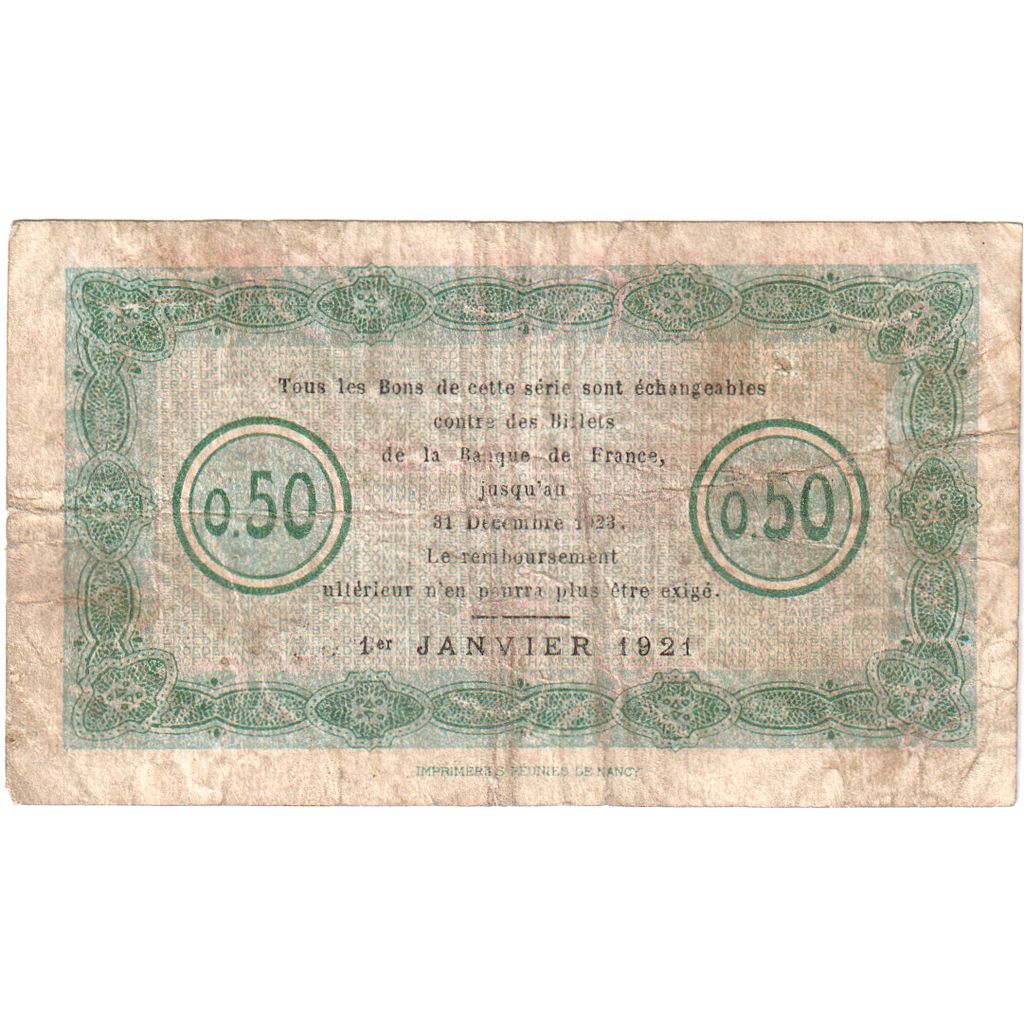 Tous les Bons de cette série sont échangeables
contre des Billets
0.50
de la Banque de France,
0.50
jusqu'au
31 Décembre 1923.
Le remboursement
ultérieur n'en pourra plus être exigé.
1er JANVIER 1921
IMPRIMERIES RÉUNIES DE NANCY